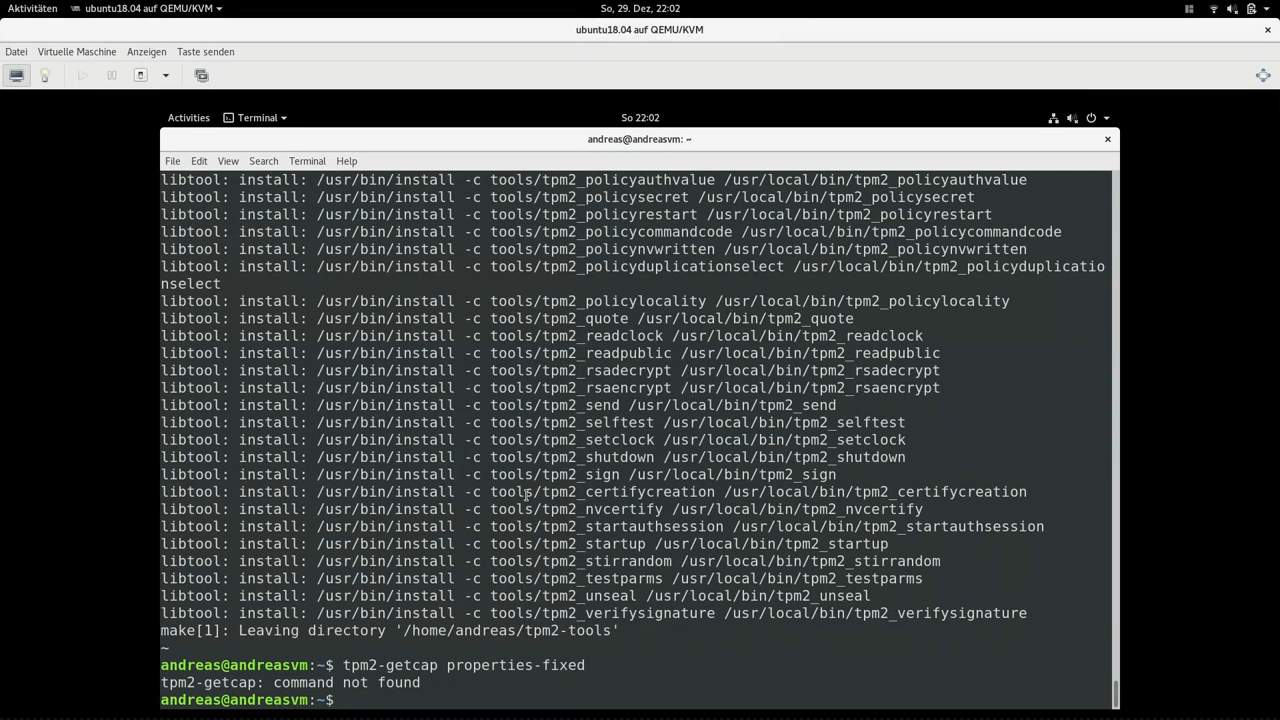 Aktivitäten ubuntu18.04 auf QEMU/KVM So, 29. Dez, 22:02
ubuntu18.04 auf QEMU/KVM ×
Datei Virtuelle Maschine Anzeigen Taste senden
Activities Terminal So 22:02
andreas@andreasvm: ~ ×
File Edit View Search Terminal Help
libtool: install: /usr/bin/install -c tools/tpm2_policyauthvalue /usr/local/bin/tpm2_policyauthvalue
libtool: install: /usr/bin/install -c tools/tpm2_policysecret /usr/local/bin/tpm2_policysecret
libtool: install: /usr/bin/install -c tools/tpm2_policyrestart /usr/local/bin/tpm2_policyrestart
libtool: install: /usr/bin/install -c tools/tpm2_policycommandcode /usr/local/bin/tpm2_policycommandcode
libtool: install: /usr/bin/install -c tools/tpm2_policynvwritten /usr/local/bin/tpm2_policynvwritten
libtool: install: /usr/bin/install -c tools/tpm2_policyduplicationselect /usr/local/bin/tpm2_policyduplicatio
nselect
libtool: install: /usr/bin/install -c tools/tpm2_policylocality /usr/local/bin/tpm2_policylocality
libtool: install: /usr/bin/install -c tools/tpm2_quote /usr/local/bin/tpm2_quote
libtool: install: /usr/bin/install -c tools/tpm2_readclock /usr/local/bin/tpm2_readclock
libtool: install: /usr/bin/install -c tools/tpm2_readpublic /usr/local/bin/tpm2_readpublic
libtool: install: /usr/bin/install -c tools/tpm2_rsadecrypt /usr/local/bin/tpm2_rsadecrypt
libtool: install: /usr/bin/install -c tools/tpm2_rsaencrypt /usr/local/bin/tpm2_rsaencrypt
libtool: install: /usr/bin/install -c tools/tpm2_send /usr/local/bin/tpm2_send
libtool: install: /usr/bin/install -c tools/tpm2_selftest /usr/local/bin/tpm2_selftest
libtool: install: /usr/bin/install -c tools/tpm2_setclock /usr/local/bin/tpm2_setclock
libtool: install: /usr/bin/install -c tools/tpm2_shutdown /usr/local/bin/tpm2_shutdown
libtool: install: /usr/bin/install -c tools/tpm2_sign /usr/local/bin/tpm2_sign
libtool: install: /usr/bin/install -c tools/tpm2_certifycreation /usr/local/bin/tpm2_certifycreation
libtool: install: /usr/bin/install -c tools/tpm2_nvcertify /usr/local/bin/tpm2_nvcertify
libtool: install: /usr/bin/install -c tools/tpm2_startauthsession /usr/local/bin/tpm2_startauthsession
libtool: install: /usr/bin/install -c tools/tpm2_startup /usr/local/bin/tpm2_startup
libtool: install: /usr/bin/install -c tools/tpm2_stirrandom /usr/local/bin/tpm2_stirrandom
libtool: install: /usr/bin/install -c tools/tpm2_testparms /usr/local/bin/tpm2_testparms
libtool: install: /usr/bin/install -c tools/tpm2_unseal /usr/local/bin/tpm2_unseal
libtool: install: /usr/bin/install -c tools/tpm2_verifysignature /usr/local/bin/tpm2_verifysignature
make[1]: Leaving directory '/home/andreas/tpm2-tools'
~
andreas@andreasvm:~$ tpm2-getcap properties-fixed
tpm2-getcap: command not found
andreas@andreasvm:~$